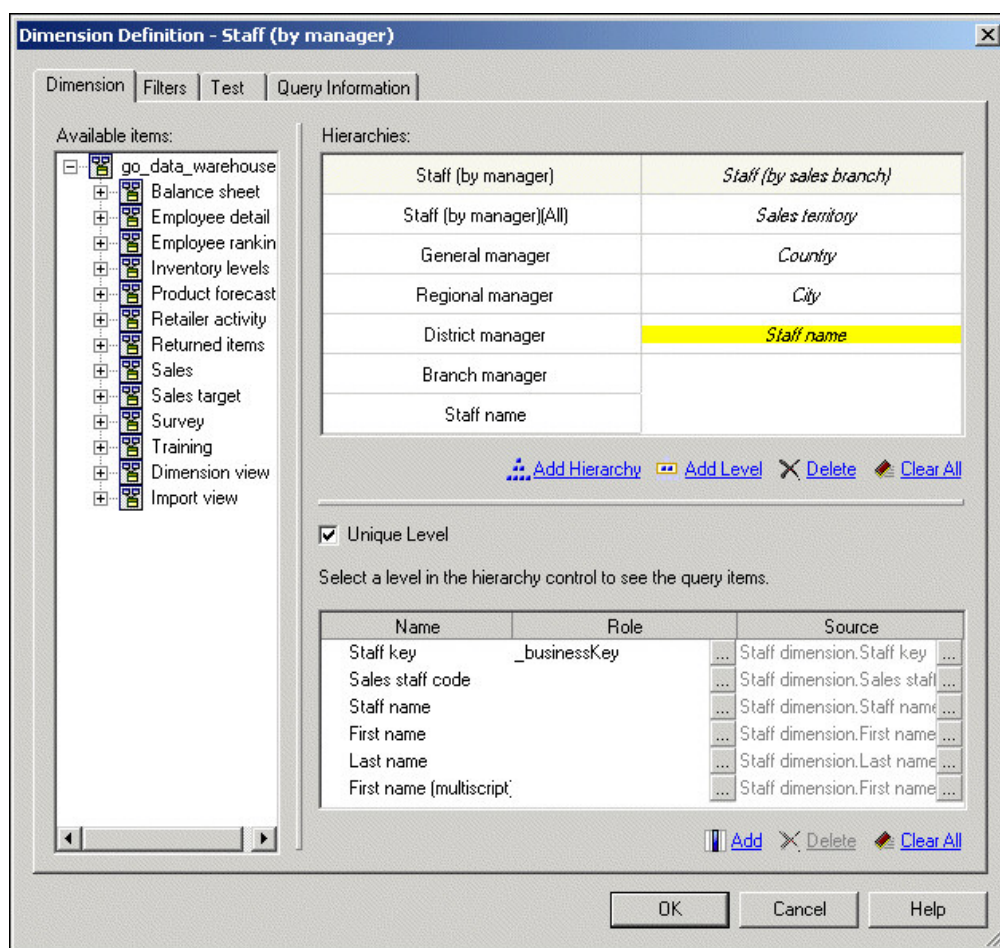 Dimension Definition - Staff (by manager)
Dimension Filters Test Query Information
Available items:
go_data_warehouse
Balance sheet
Employee detail
Employee rankin
Inventory levels
Product forecast
Retailer activity
Returned items
Sales
Sales target
Survey
Training
Dimension view
Import view
Hierarchies:
Staff (by manager) Staff (by sales branch)
Staff (by manager)(All) Sales territory
General manager Country
Regional manager City
District manager Staff name
Branch manager
Staff name
Add Hierarchy Add Level Delete Clear All
Unique Level
Select a level in the hierarchy control to see the query items.
Name Role Source
Staff key _businessKey ... Staff dimension.Staff key ...
Sales staff code ... Staff dimension.Sales staff ...
Staff name ... Staff dimension.Staff name ...
First name ... Staff dimension.First name ...
Last name ... Staff dimension.Last name ...
First name (multiscript) ... Staff dimension.First name ...
Add Delete Clear All
OK Cancel Help